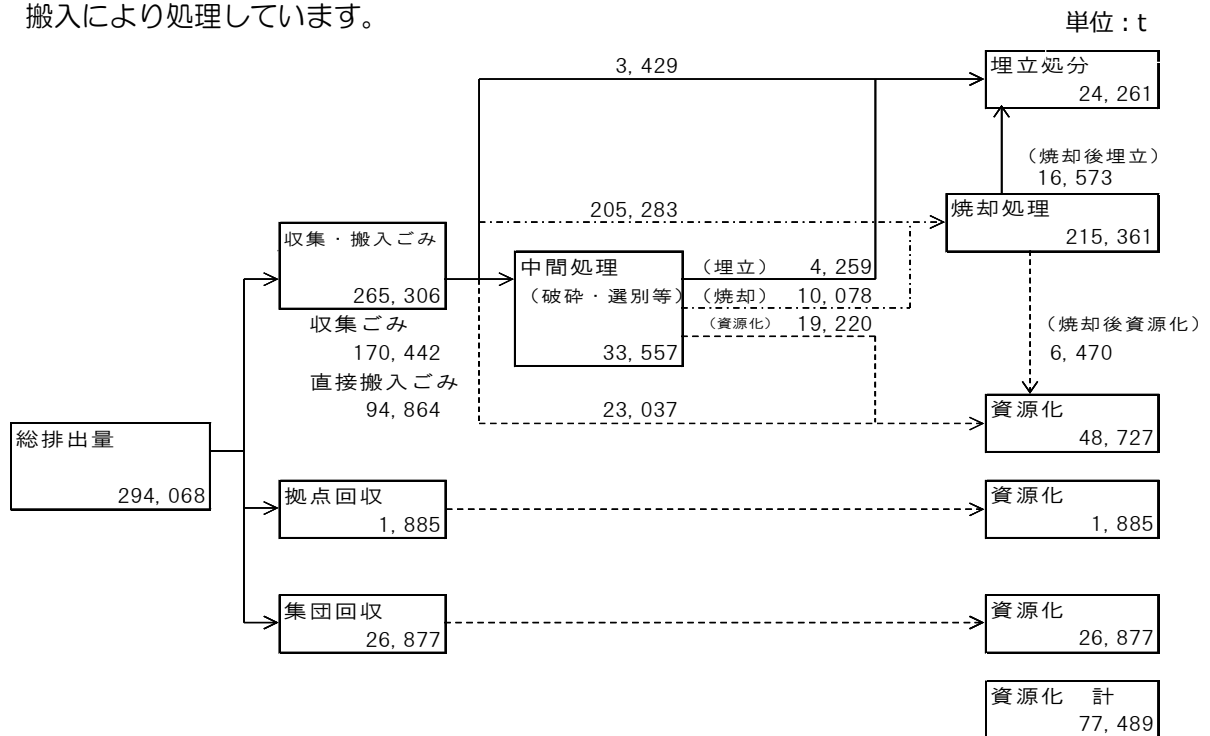 搬入により処理しています。
単位：t
3,429
埋立処分
24,261
（焼却後埋立）
16,573
205,283
焼却処理
215,361
収集・搬入ごみ
265,306
中間処理
（破砕・選別等）
33,557
（埋立） 4,259
（焼却） 10,078
（資源化） 19,220
収集ごみ
170,442
直接搬入ごみ
94,864
（焼却後資源化）
6,470
23,037
資源化
48,727
総排出量
294,068
拠点回収
1,885
資源化
1,885
集団回収
26,877
資源化
26,877
資源化 計
77,489